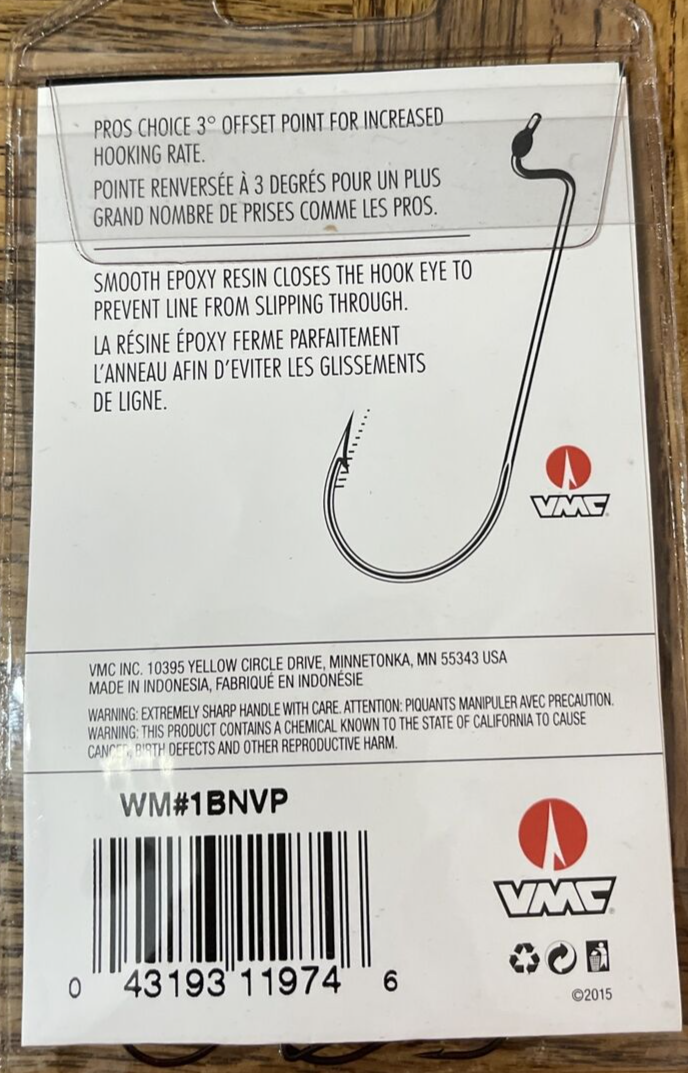 PROS CHOICE 3° OFFSET POINT FOR INCREASED
HOOKING RATE.
POINTE RENVERSÉE À 3 DEGRÉS POUR UN PLUS
GRAND NOMBRE DE PRISES COMME LES PROS.
SMOOTH EPOXY RESIN CLOSES THE HOOK EYE TO
PREVENT LINE FROM SLIPPING THROUGH.
LA RÉSINE ÉPOXY FERME PARFAITEMENT
L'ANNEAU AFIN D'EVITER LES GLISSEMENTS
DE LIGNE.
VMC
VMC INC. 10395 YELLOW CIRCLE DRIVE, MINNETONKA, MN 55343 USA
MADE IN INDONESIA, FABRIQUÉ EN INDONÉSIE
WARNING: EXTREMELY SHARP HANDLE WITH CARE. ATTENTION: PIQUANTS MANIPULER AVEC PRECAUTION.
WARNING: THIS PRODUCT CONTAINS A CHEMICAL KNOWN TO THE STATE OF CALIFORNIA TO CAUSE
CANCER, BIRTH DEFECTS AND OTHER REPRODUCTIVE HARM.
WM#1BNVP
0 43193 11974 6
VMC
©2015